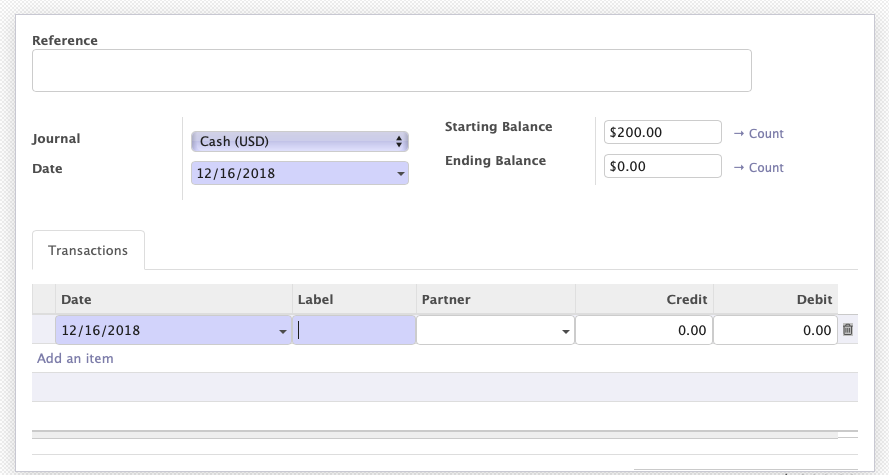 Reference
Journal
Cash (USD)
Date
12/16/2018
Starting Balance
$200.00
→ Count
Ending Balance
$0.00
→ Count
Transactions
Date Label Partner Credit Debit
12/16/2018 0.00 0.00
Add an item